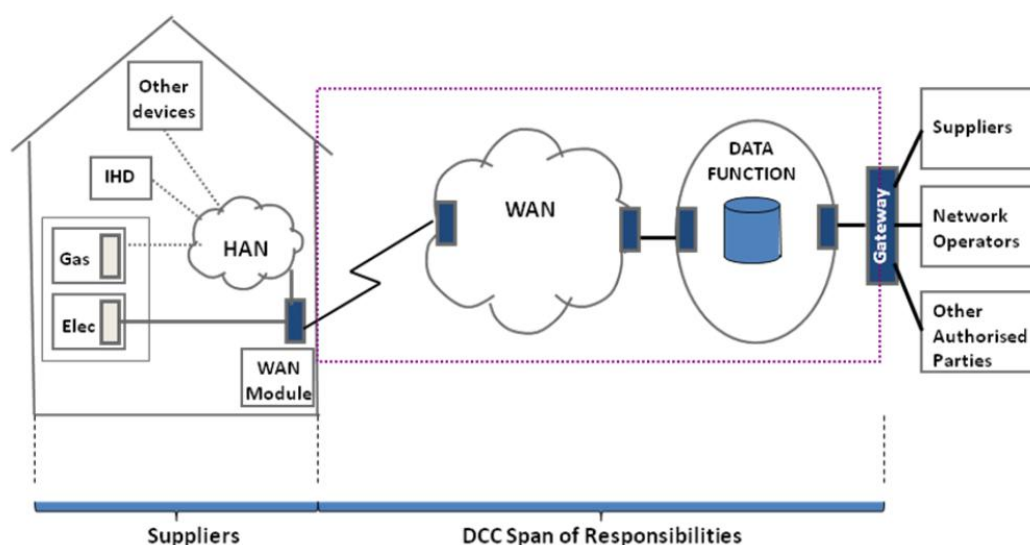 Other
devices
IHD
HAN
Gas
Elec
WAN
Module
WAN
DATA
FUNCTION
Gateway
Suppliers
Network
Operators
Other
Authorised
Parties
Suppliers
DCC Span of Responsibilities